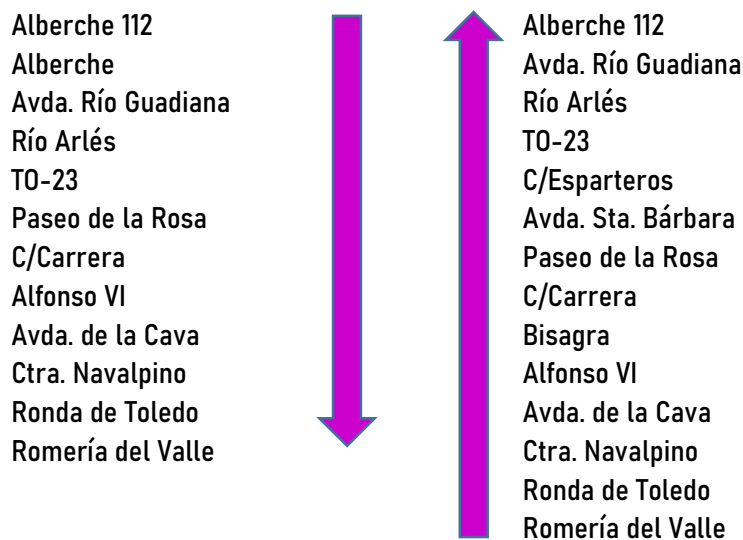 Alberche 112
Alberche
Avda. Río Guadiana
Río Arlés
TO-23
Paseo de la Rosa
C/Carrera
Alfonso VI
Avda. de la Cava
Ctra. Navalpino
Ronda de Toledo
Romería del Valle
Alberche 112
Avda. Río Guadiana
Río Arlés
TO-23
C/Esparteros
Avda. Sta. Bárbara
Paseo de la Rosa
C/Carrera
Bisagra
Alfonso VI
Avda. de la Cava
Ctra. Navalpino
Ronda de Toledo
Romería del Valle